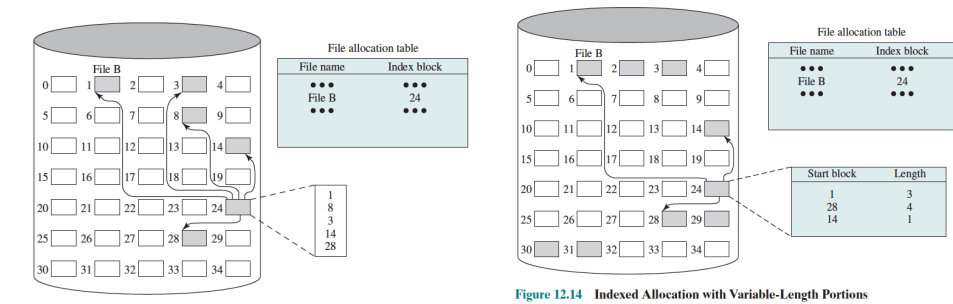 File allocation table
File name Index block
●●● ●●●
File B 24
●●● ●●●
File B
0 1 2 3 4
5 6 7 8 9
10 11 12 13 14
15 16 17 18 19
20 21 22 23 24
25 26 27 28 29
30 31 32 33 34
1
8
3
14
28
File allocation table
File name Index block
●●● ●●●
File B 24
●●● ●●●
File B
0 1 2 3 4
5 6 7 8 9
10 11 12 13 14
15 16 17 18 19
20 21 22 23 24
25 26 27 28 29
30 31 32 33 34
Start block Length
1 3
28 4
14 1
Figure 12.14 Indexed Allocation with Variable-Length Portions